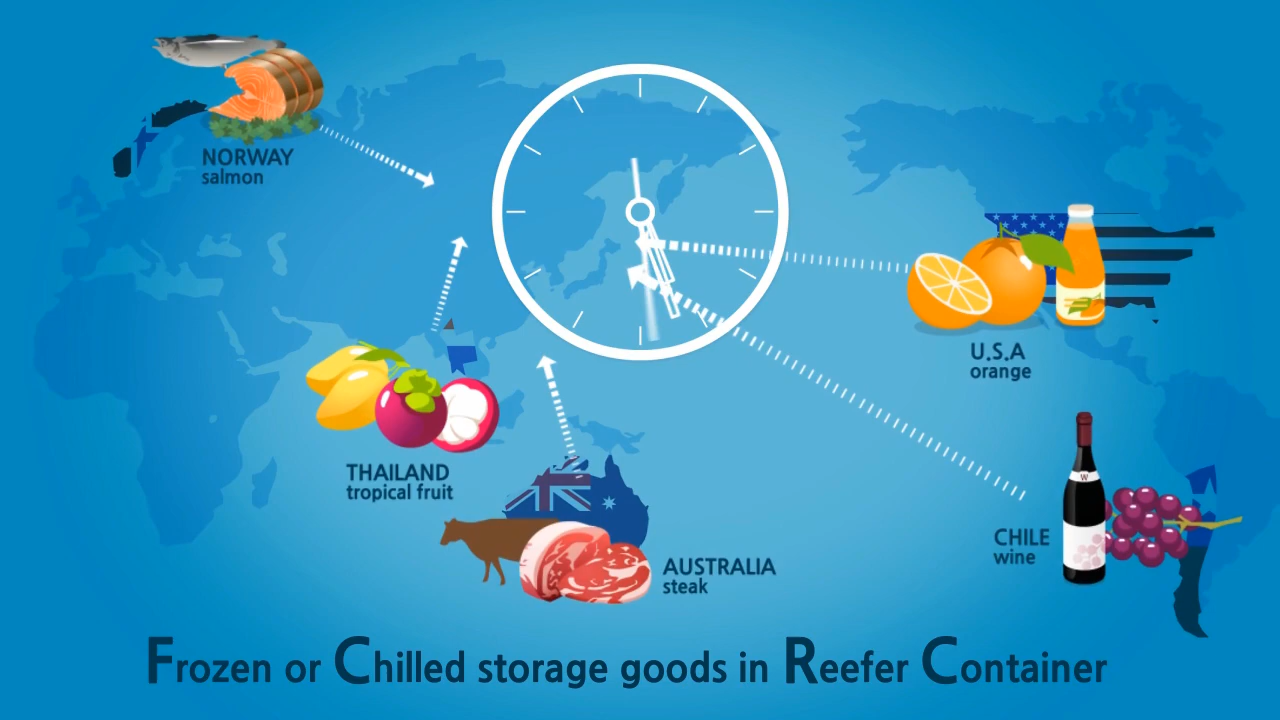 NORWAY
salmon
U.S.A
orange
THAILAND
tropical fruit
W
CHILE
wine
AUSTRALIA
steak
Frozen or Chilled storage goods in Reefer Container